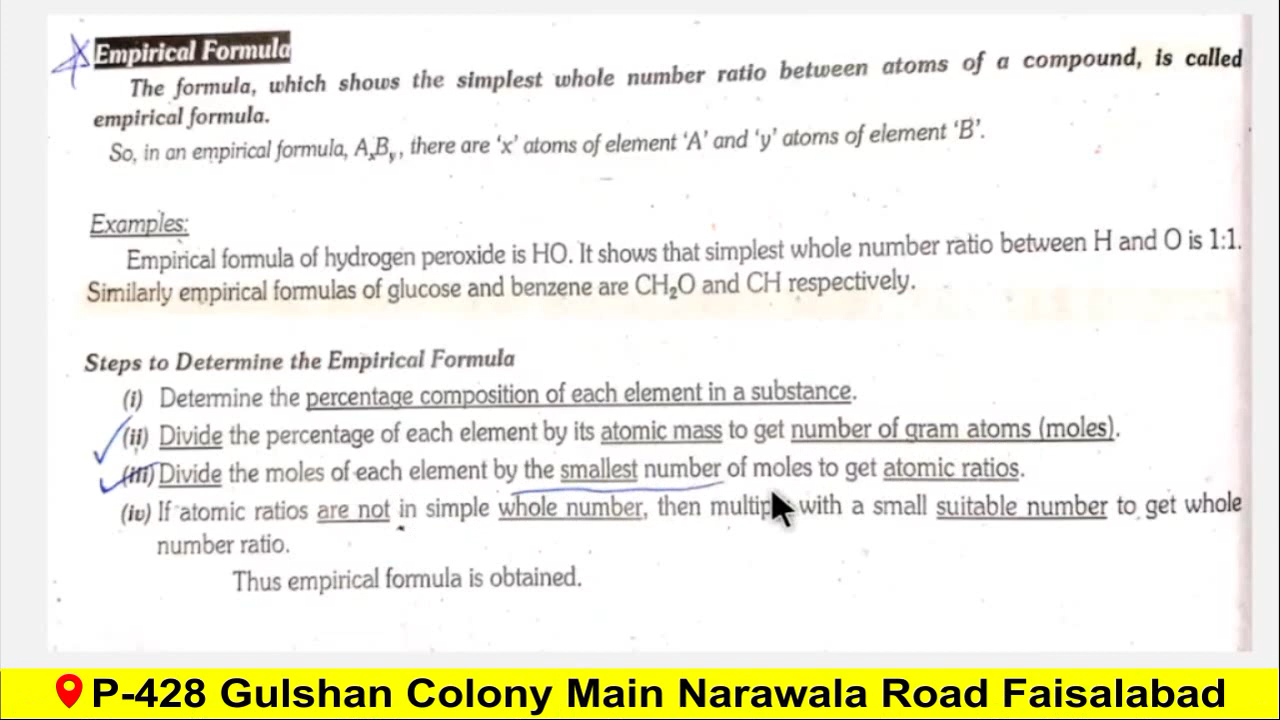 Empirical Formula
The formula, which shows the simplest whole number ratio between atoms of a compound, is called
empirical formula.
So, in an empirical formula, AₓBᵧ, there are ‘x’ atoms of element ‘A’ and ‘y’ atoms of element ‘B’.
Examples:
Empirical formula of hydrogen peroxide is HO. It shows that simplest whole number ratio between H and O is 1:1.
Similarly empirical formulas of glucose and benzene are CH₂O and CH respectively.
Steps to Determine the Empirical Formula
(i) Determine the percentage composition of each element in a substance.
(ii) Divide the percentage of each element by its atomic mass to get number of gram atoms (moles).
(iii) Divide the moles of each element by the smallest number of moles to get atomic ratios.
(iv) If atomic ratios are not in simple whole number, then multip with a small suitable number to get whole
number ratio.
Thus empirical formula is obtained.
P-428 Gulshan Colony Main Narawala Road Faisalabad